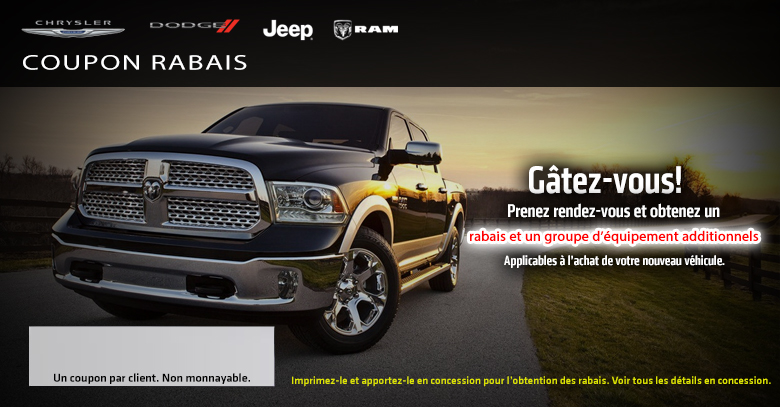 CHRYSLER DODGE Jeep RAM
COUPON RABAIS
Gâtez-vous!
Prenez rendez-vous et obtenez un
rabais et un groupe d'équipement additionnels
Applicables à l'achat de votre nouveau véhicule.
Un coupon par client. Non monnayable.
Imprimez-le et apportez-le en concession pour l'obtention des rabais. Voir tous les détails en concession.